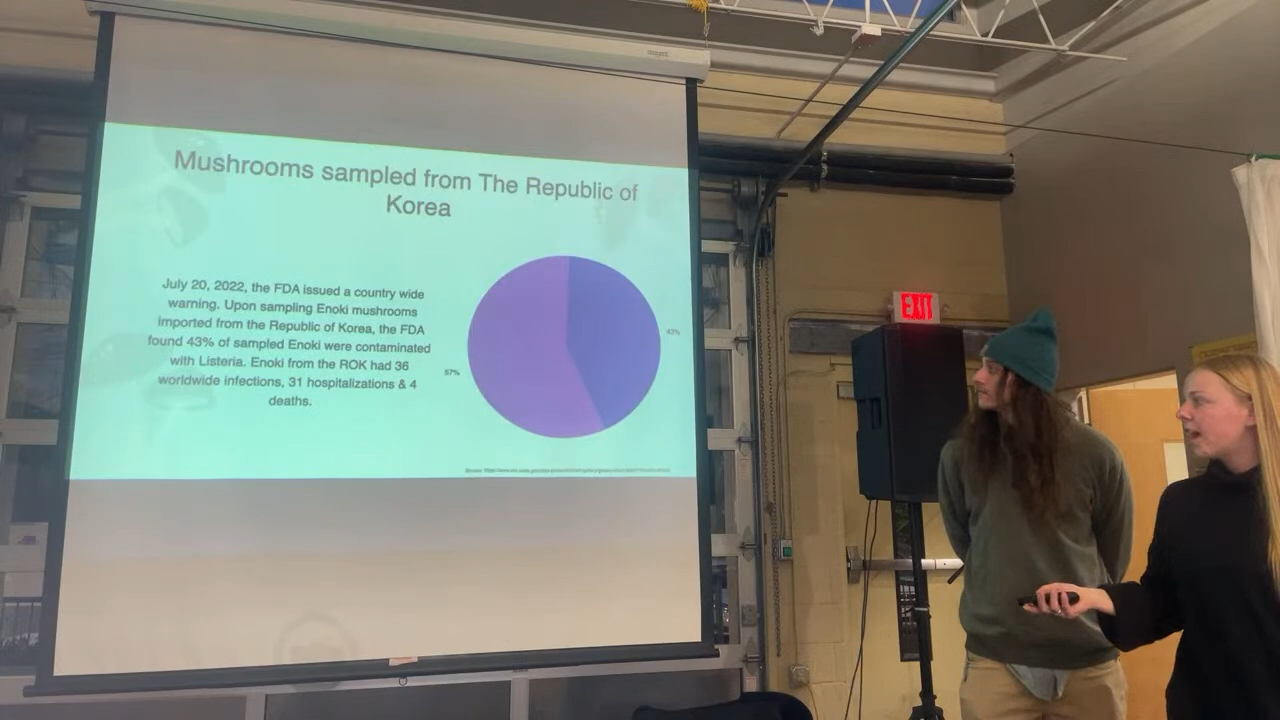 Mushrooms sampled from The Republic of
Korea
July 20, 2022, the FDA issued a country wide
warning. Upon sampling Enoki mushrooms
imported from the Republic of Korea, the FDA
found 43% of sampled Enoki were contaminated
with Listeria. Enoki from the ROK had 36
worldwide infections, 31 hospitalizations & 4
deaths.
43%
57%
EXIT